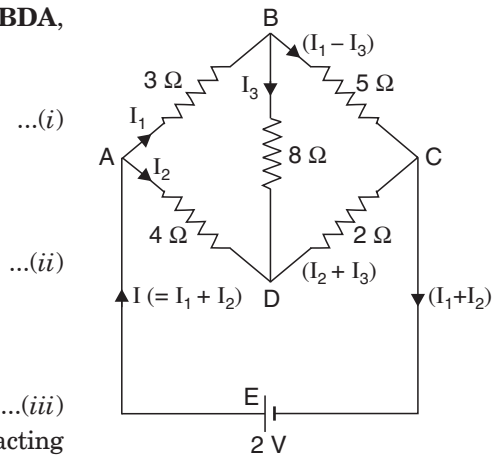 BDA,
B
(I₁ – I₃)
3 Ω
I₃
5 Ω
...(i)
I₁
A
8 Ω
C
I₂
4 Ω
2 Ω
...(ii)
(I₂ + I₃)
I (= I₁ + I₂)
D
(I₁+I₂)
...(iii)
E
acting
2 V